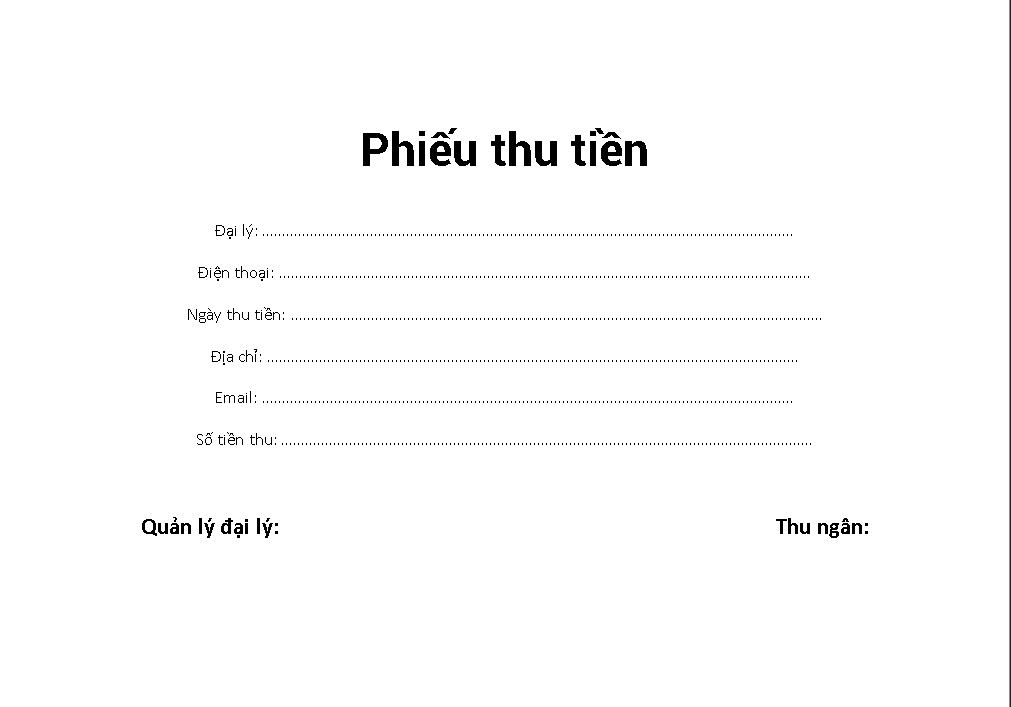 Phiếu thu tiền
Đại lý: .....................................................................................................................................
Điện thoại: .....................................................................................................................................
Ngày thu tiền: .....................................................................................................................................
Địa chỉ: .....................................................................................................................................
Email: .....................................................................................................................................
Số tiền thu: .....................................................................................................................................
Quản lý đại lý: Thu ngân: